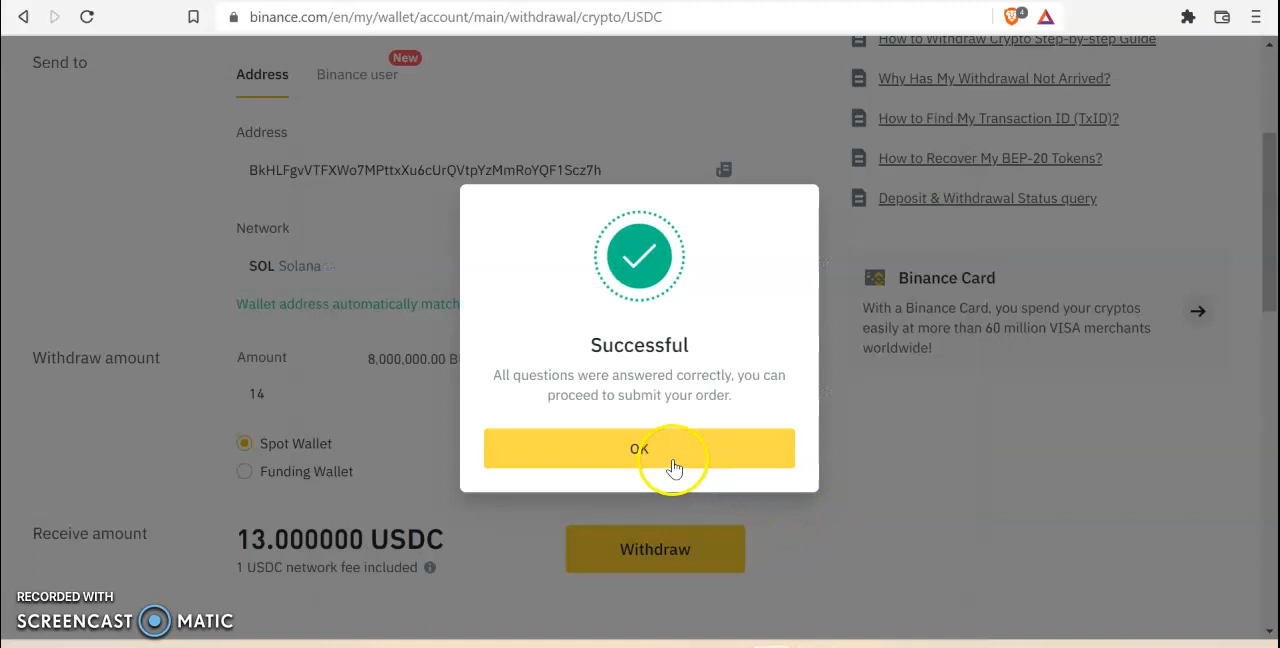 binance.com/en/my/wallet/account/main/withdrawal/crypto/USDC
4
Send to
Address
Binance user
New
Address
BkHLFgvVTFXWo7MPttxXu6cUrQVtpYzMmRoYQF1Scz7h
Network
SOL Solana
Wallet address automatically match
Withdraw amount
Amount
8,000,000.00 B
14
Spot Wallet
Funding Wallet
Receive amount
13.000000 USDC
1 USDC network fee included
Withdraw
Successful
All questions were answered correctly, you can
proceed to submit your order.
OK
How to Withdraw Crypto Step-by-step Guide
Why Has My Withdrawal Not Arrived?
How to Find My Transaction ID (TxID)?
How to Recover My BEP-20 Tokens?
Deposit & Withdrawal Status query
Binance Card
With a Binance Card, you spend your cryptos
easily at more than 60 million VISA merchants
worldwide!
RECORDED WITH
SCREENCAST MATIC